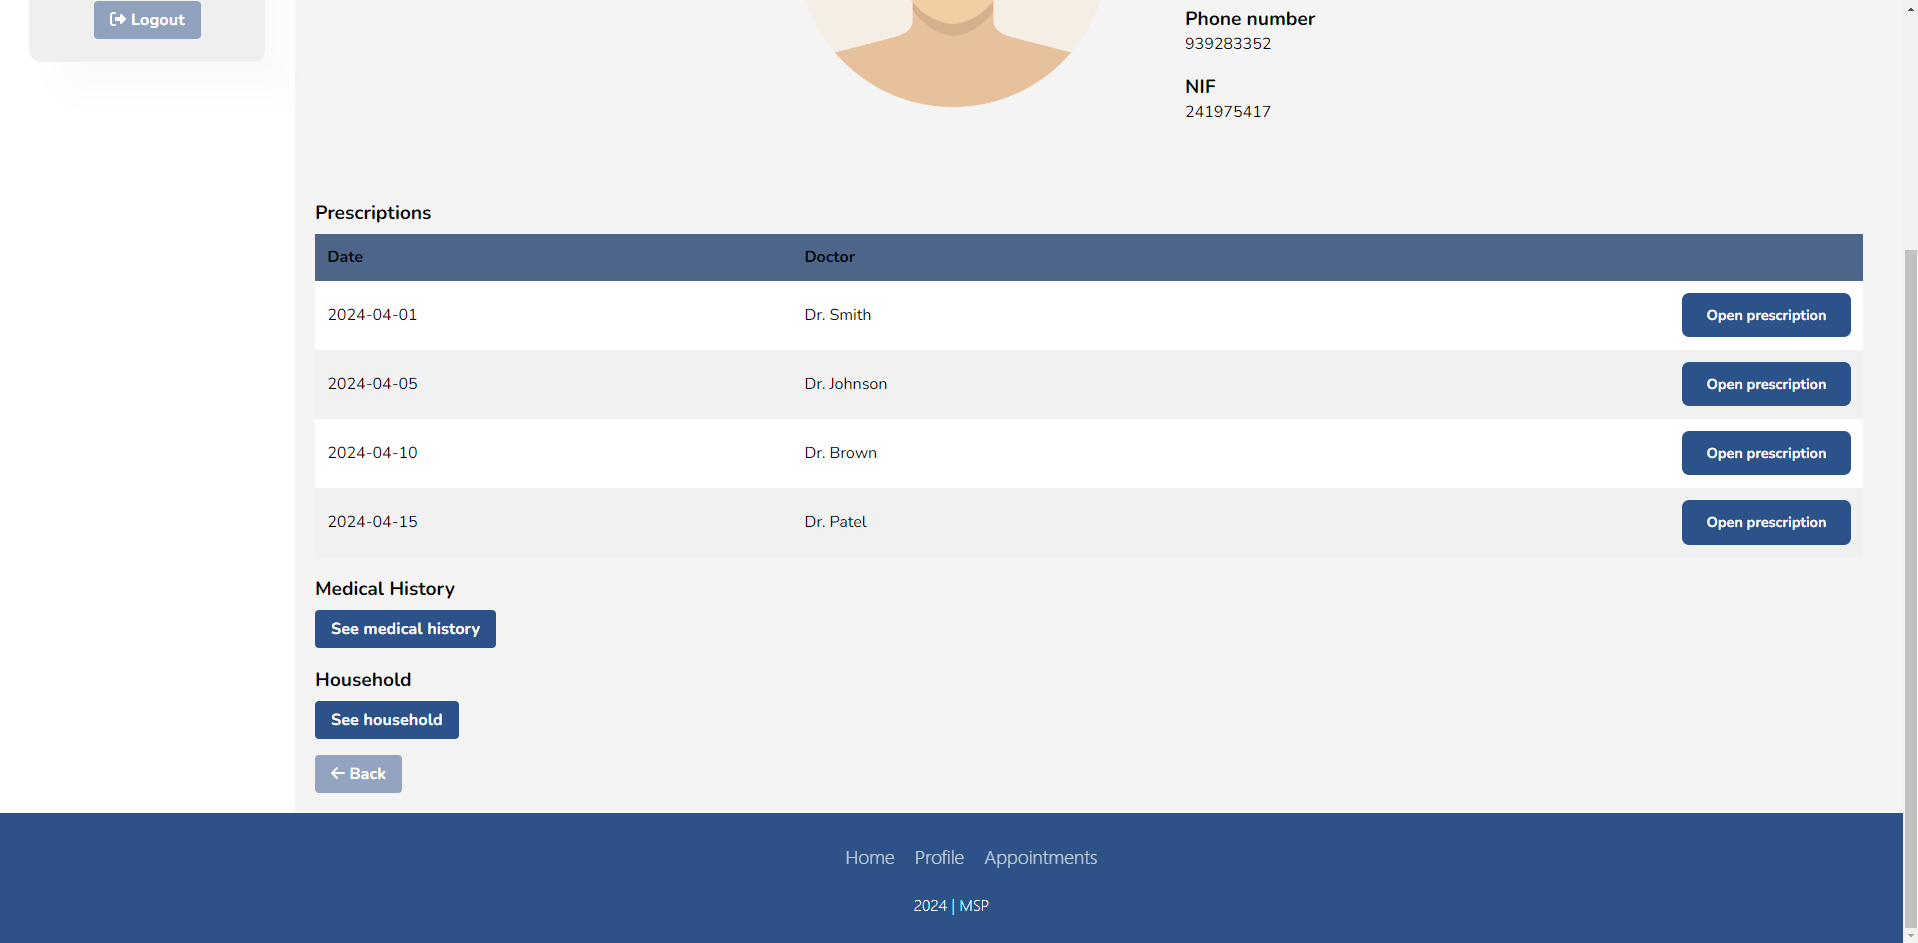 Logout
Phone number
939283352
NIF
241975417
Prescriptions
Date Doctor
2024-04-01 Dr. Smith Open prescription
2024-04-05 Dr. Johnson Open prescription
2024-04-10 Dr. Brown Open prescription
2024-04-15 Dr. Patel Open prescription
Medical History
See medical history
Household
See household
Back
Home Profile Appointments
2024 | MSP